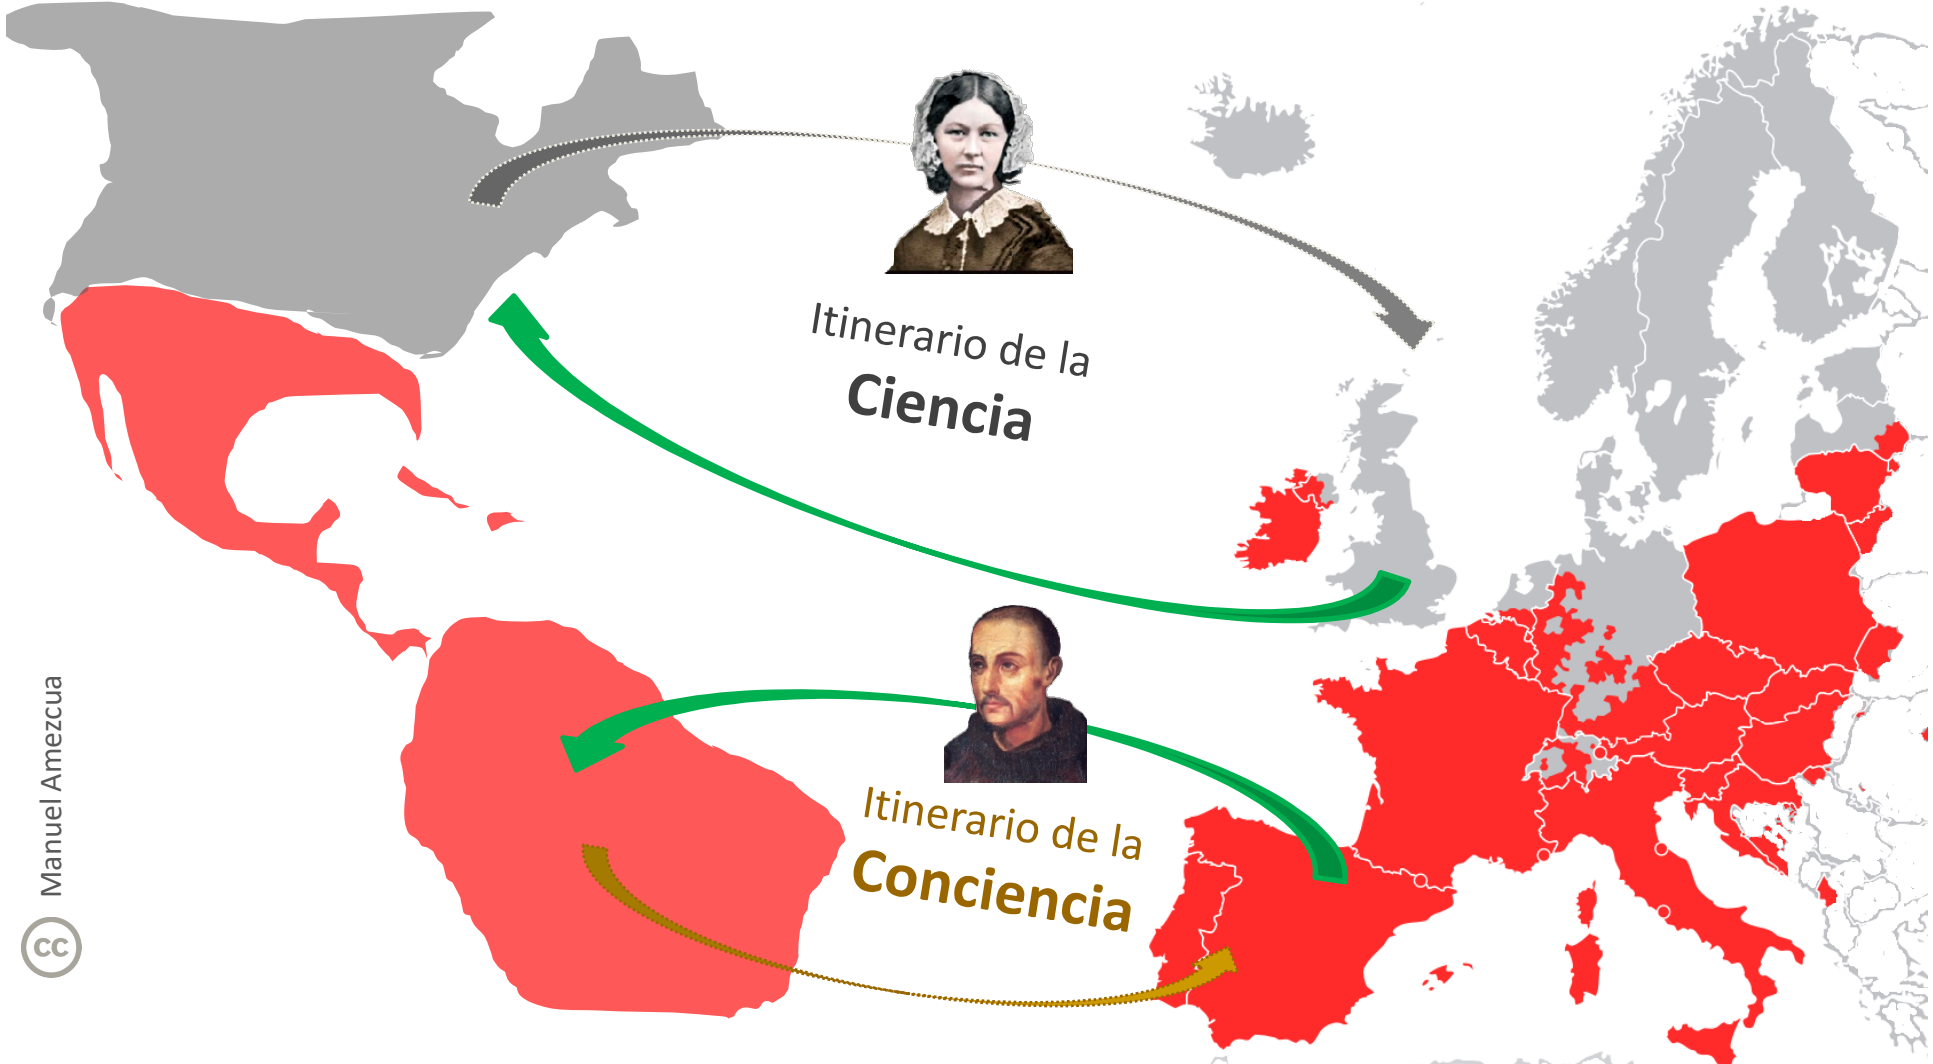 Itinerario de la
Ciencia
Itinerario de la
Conciencia
Manuel Amezcua
cc